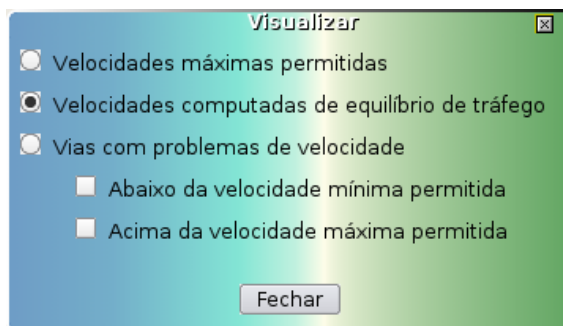 Visualizar
Velocidades máximas permitidas
Velocidades computadas de equilíbrio de tráfego
Vias com problemas de velocidade
Abaixo da velocidade mínima permitida
Acima da velocidade máxima permitida
Fechar